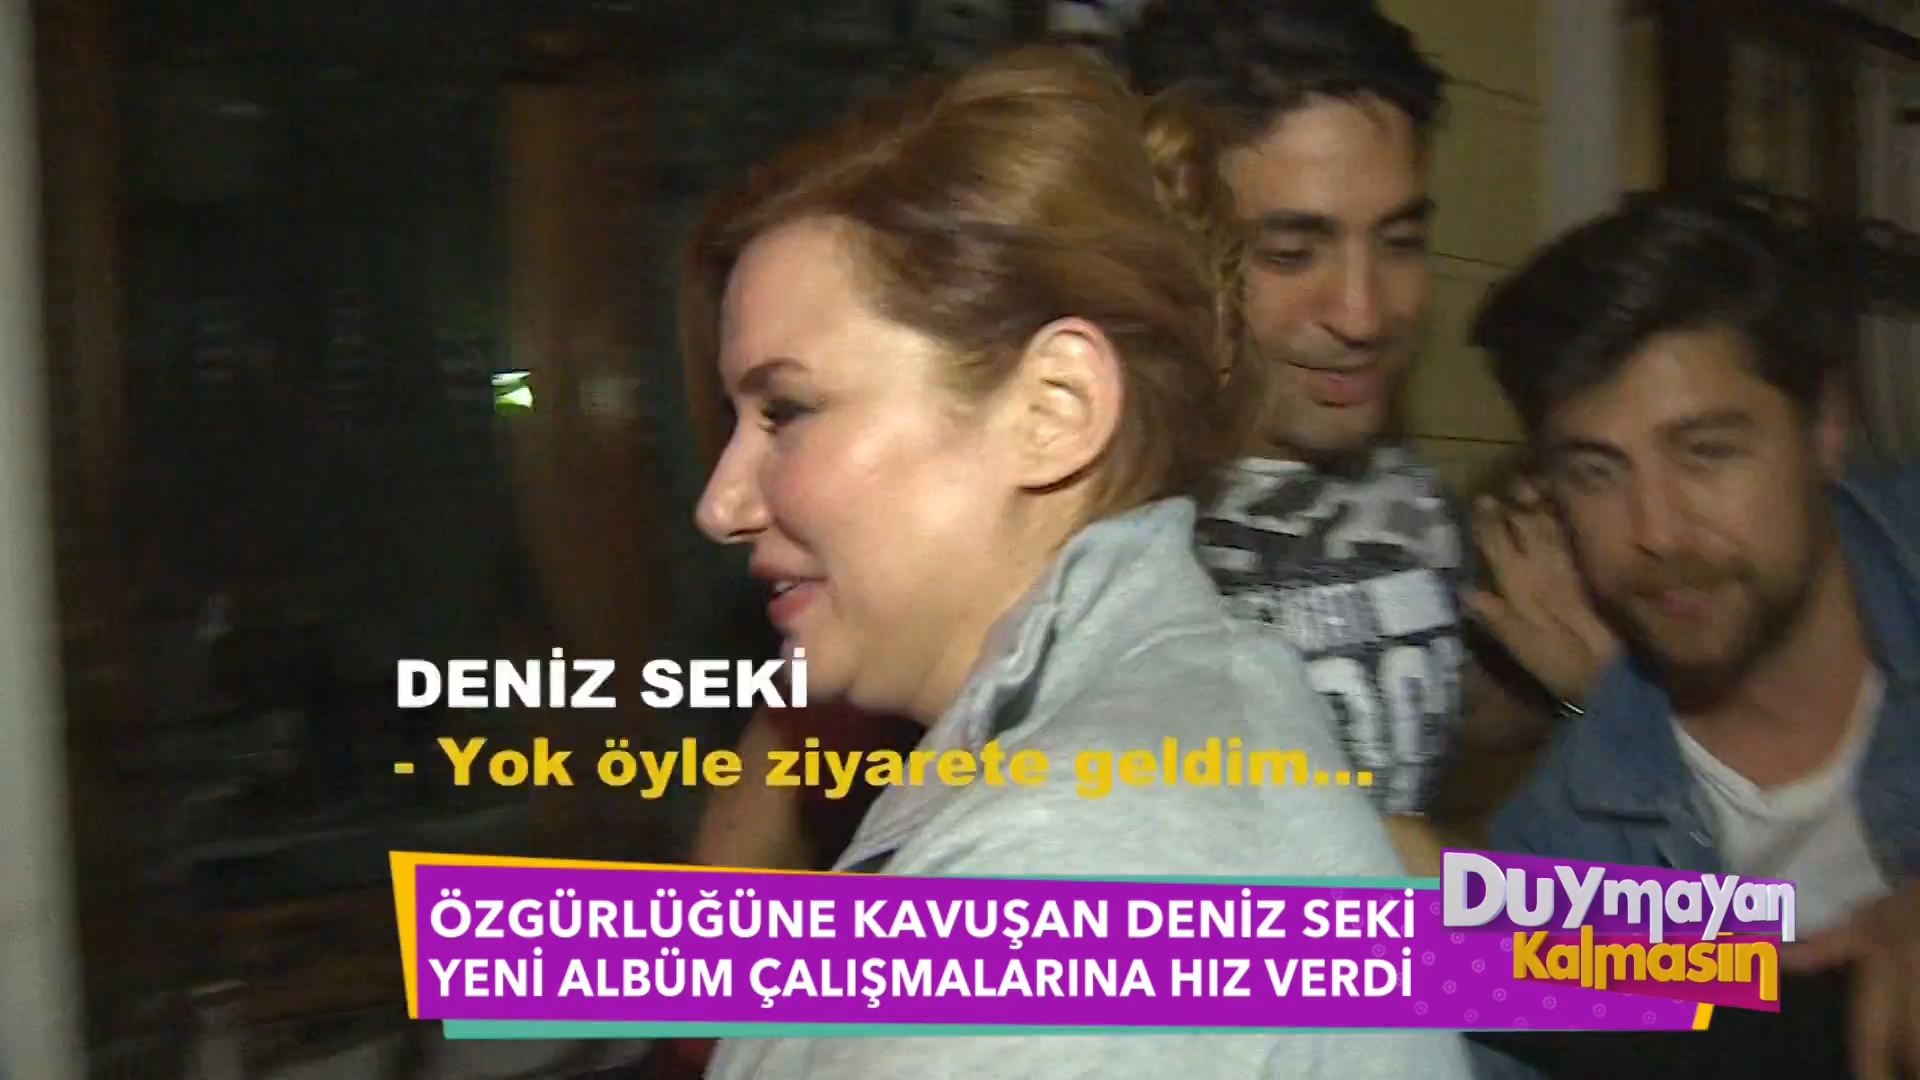 DENİZ SEKİ
- Yok öyle ziyarete geldim...
ÖZGÜRLÜĞÜNE KAVUŞAN DENİZ SEKİ
YENİ ALBÜM ÇALIŞMALARINA HIZ VERDİ
Duymayan
Kalmasın